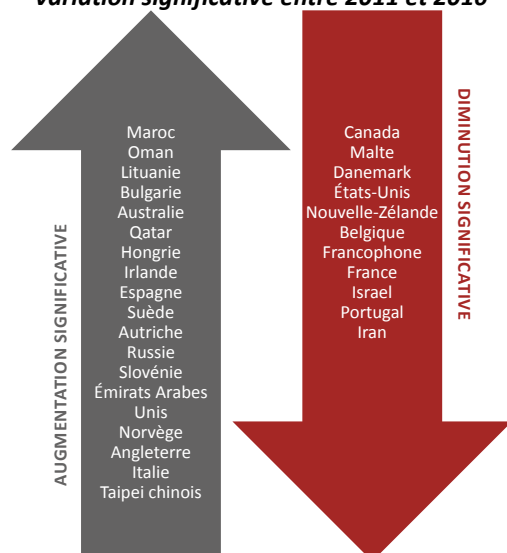 Variation significative entre 2011 et 2016
AUGMENTATION SIGNIFICATIVE
Maroc
Oman
Lituanie
Bulgarie
Australie
Qatar
Hongrie
Irlande
Espagne
Suède
Autriche
Russie
Slovénie
Émirats Arabes
Unis
Norvège
Angleterre
Italie
Taipei chinois
Canada
Malte
Danemark
États-Unis
Nouvelle-Zélande
Belgique
Francophone
France
Israel
Portugal
Iran
DIMINUTION SIGNIFICATIVE